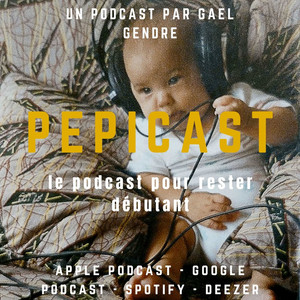 UN PODCAST PAR GAEL
GENDRE
PEPICAST
le podcast pour rester
débutant
APPLE PODCAST - GOOGLE
PODCAST - SPOTIFY - DEEZER